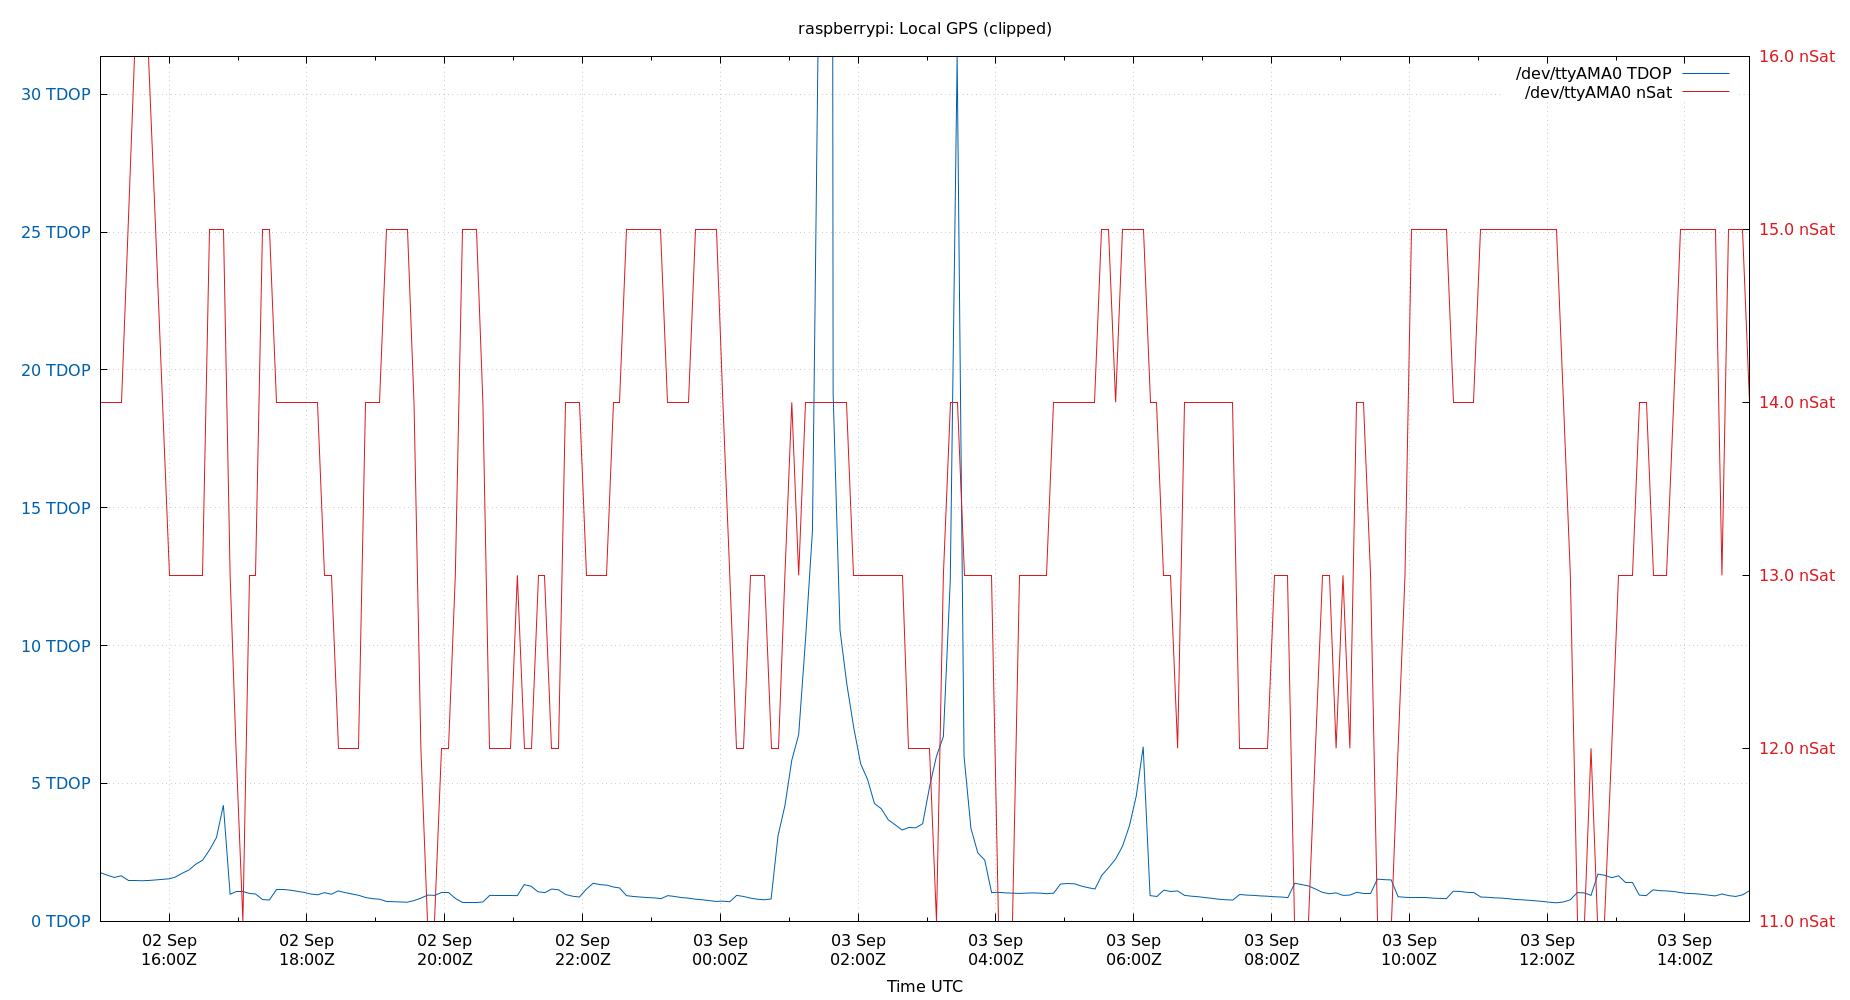 raspberrypi: Local GPS (clipped)
/dev/ttyAMA0 TDOP
/dev/ttyAMA0 nSat
30 TDOP
25 TDOP
20 TDOP
15 TDOP
10 TDOP
5 TDOP
0 TDOP
16.0 nSat
15.0 nSat
14.0 nSat
13.0 nSat
12.0 nSat
11.0 nSat
02 Sep
16:00Z
02 Sep
18:00Z
02 Sep
20:00Z
02 Sep
22:00Z
03 Sep
00:00Z
03 Sep
02:00Z
03 Sep
04:00Z
03 Sep
06:00Z
03 Sep
08:00Z
03 Sep
10:00Z
03 Sep
12:00Z
03 Sep
14:00Z
Time UTC